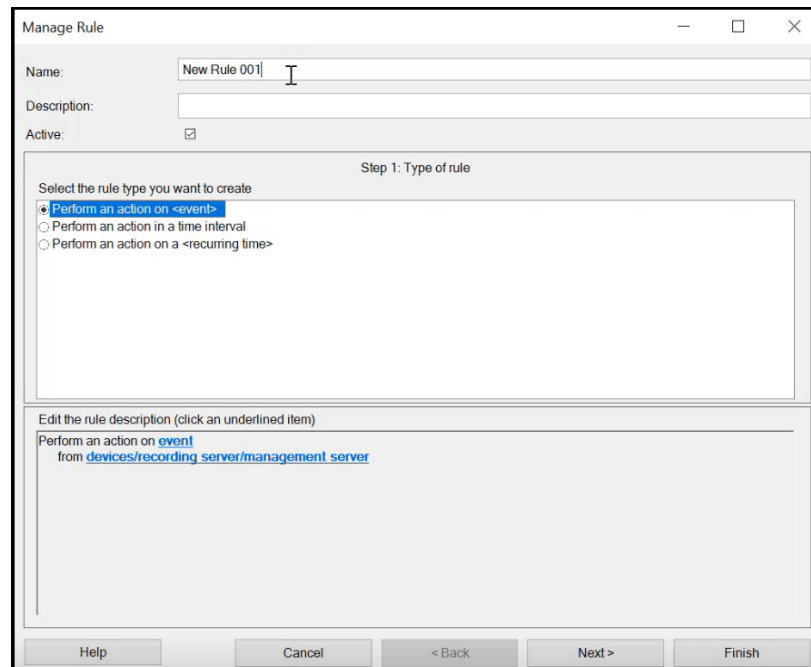 Manage Rule
Name:
New Rule 001
Description:
Active:
Step 1: Type of rule
Select the rule type you want to create
Perform an action on <event>
Perform an action in a time interval
Perform an action on a <recurring time>
Edit the rule description (click an underlined item)
Perform an action on event
from devices/recording server/management server
Help
Cancel
< Back
Next >
Finish